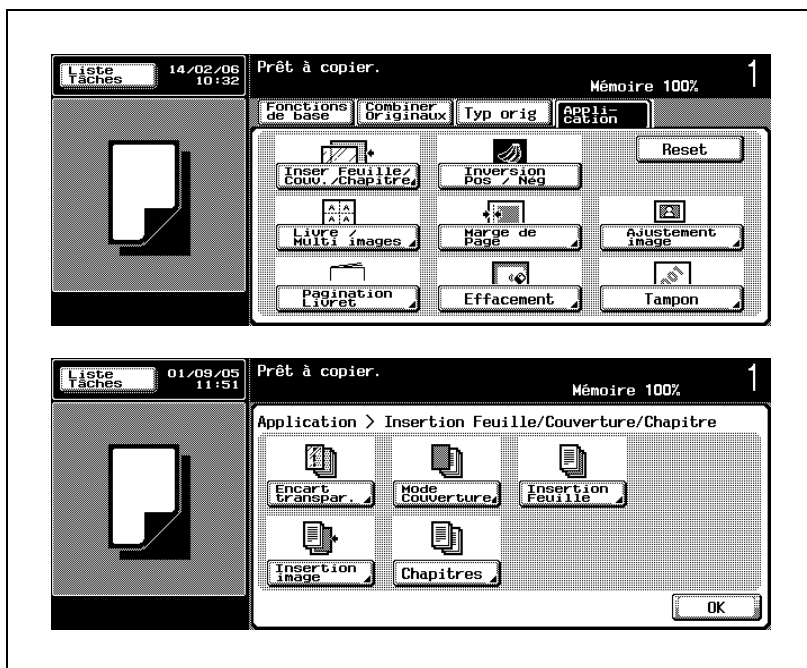 Liste
Tâches
14/02/06
10:32
Prêt à copier.
Mémoire 100%
1
Fonctions
de base
Combiner
Originaux
Typ orig
Appli-
cation
Inser Feuille/
Couv./Chapitre
Inversion
Pos / Nég
Reset
Livre /
Multi images
Marge de
Page
Ajustement
image
Pagination
Livret
Effacement
Tampon
Liste
Tâches
01/09/05
11:51
Prêt à copier.
Mémoire 100%
1
Application > Insertion Feuille/Couverture/Chapitre
Encart
transpar.
Mode
Couverture
Insertion
Feuille
Insertion
image
Chapitres
OK